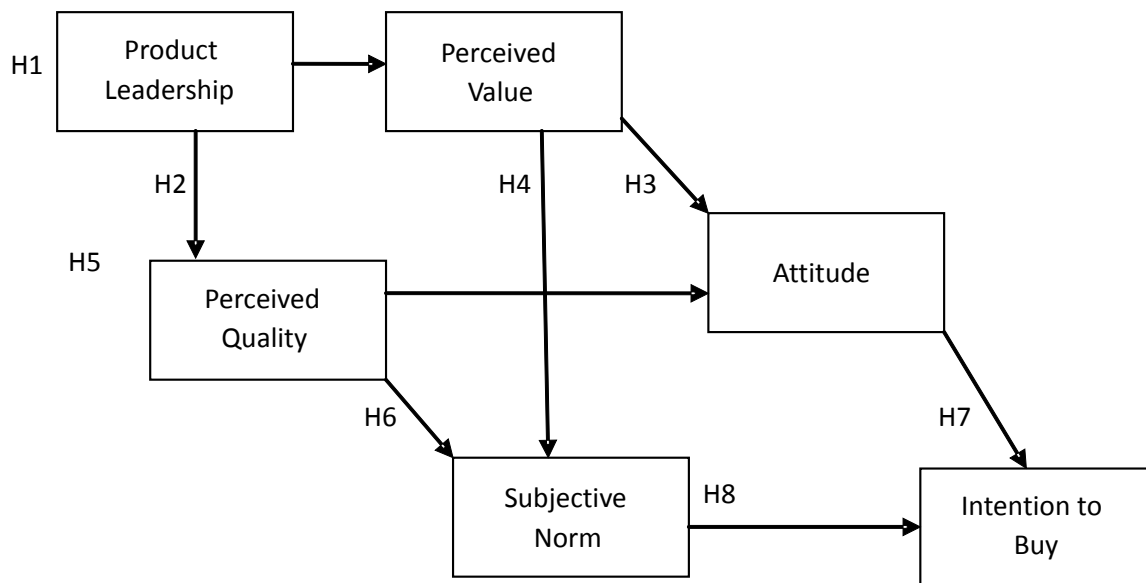 H1
Product
Leadership
Perceived
Value
H2
H4
H3
H5
Perceived
Quality
Attitude
H6
H7
Subjective
Norm
H8
Intention to
Buy